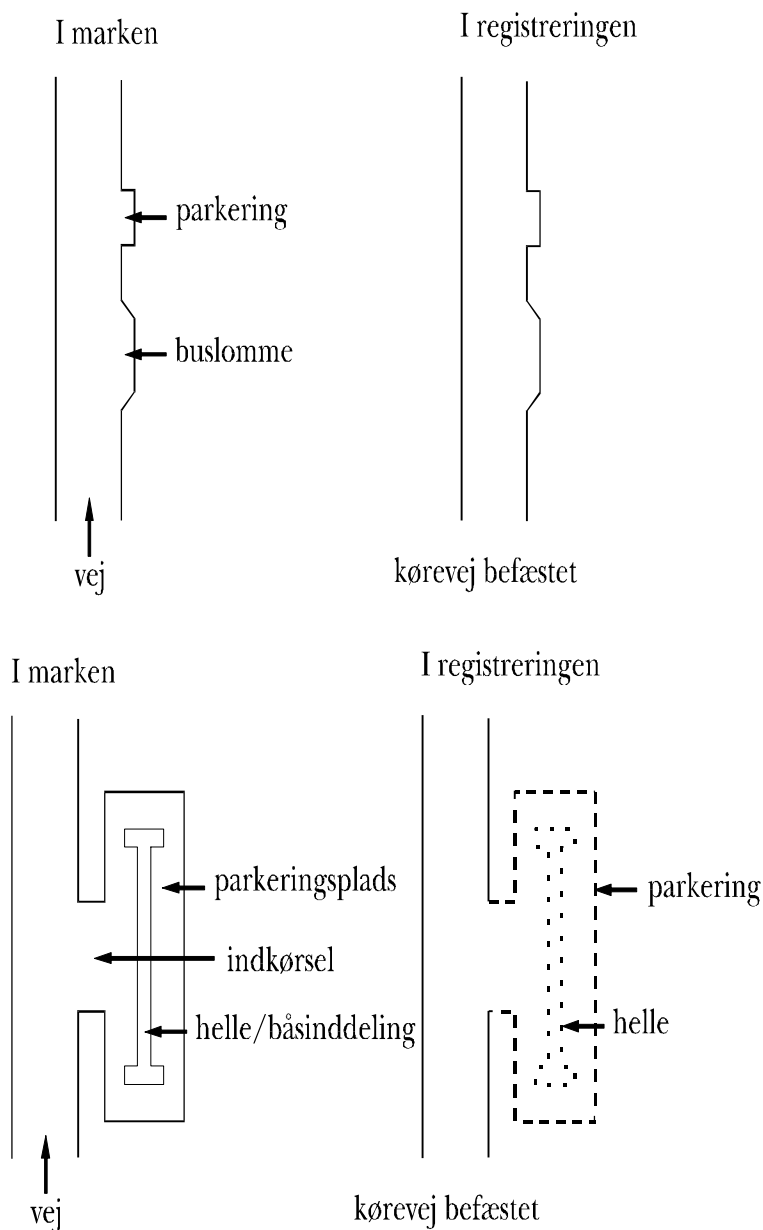 I marken
I registreringen
parkering
buslomme
vej
kørevej befæstet
I marken
I registreringen
parkeringsplads
parkering
indkørsel
helle/båsinddeling
helle
vej
kørevej befæstet